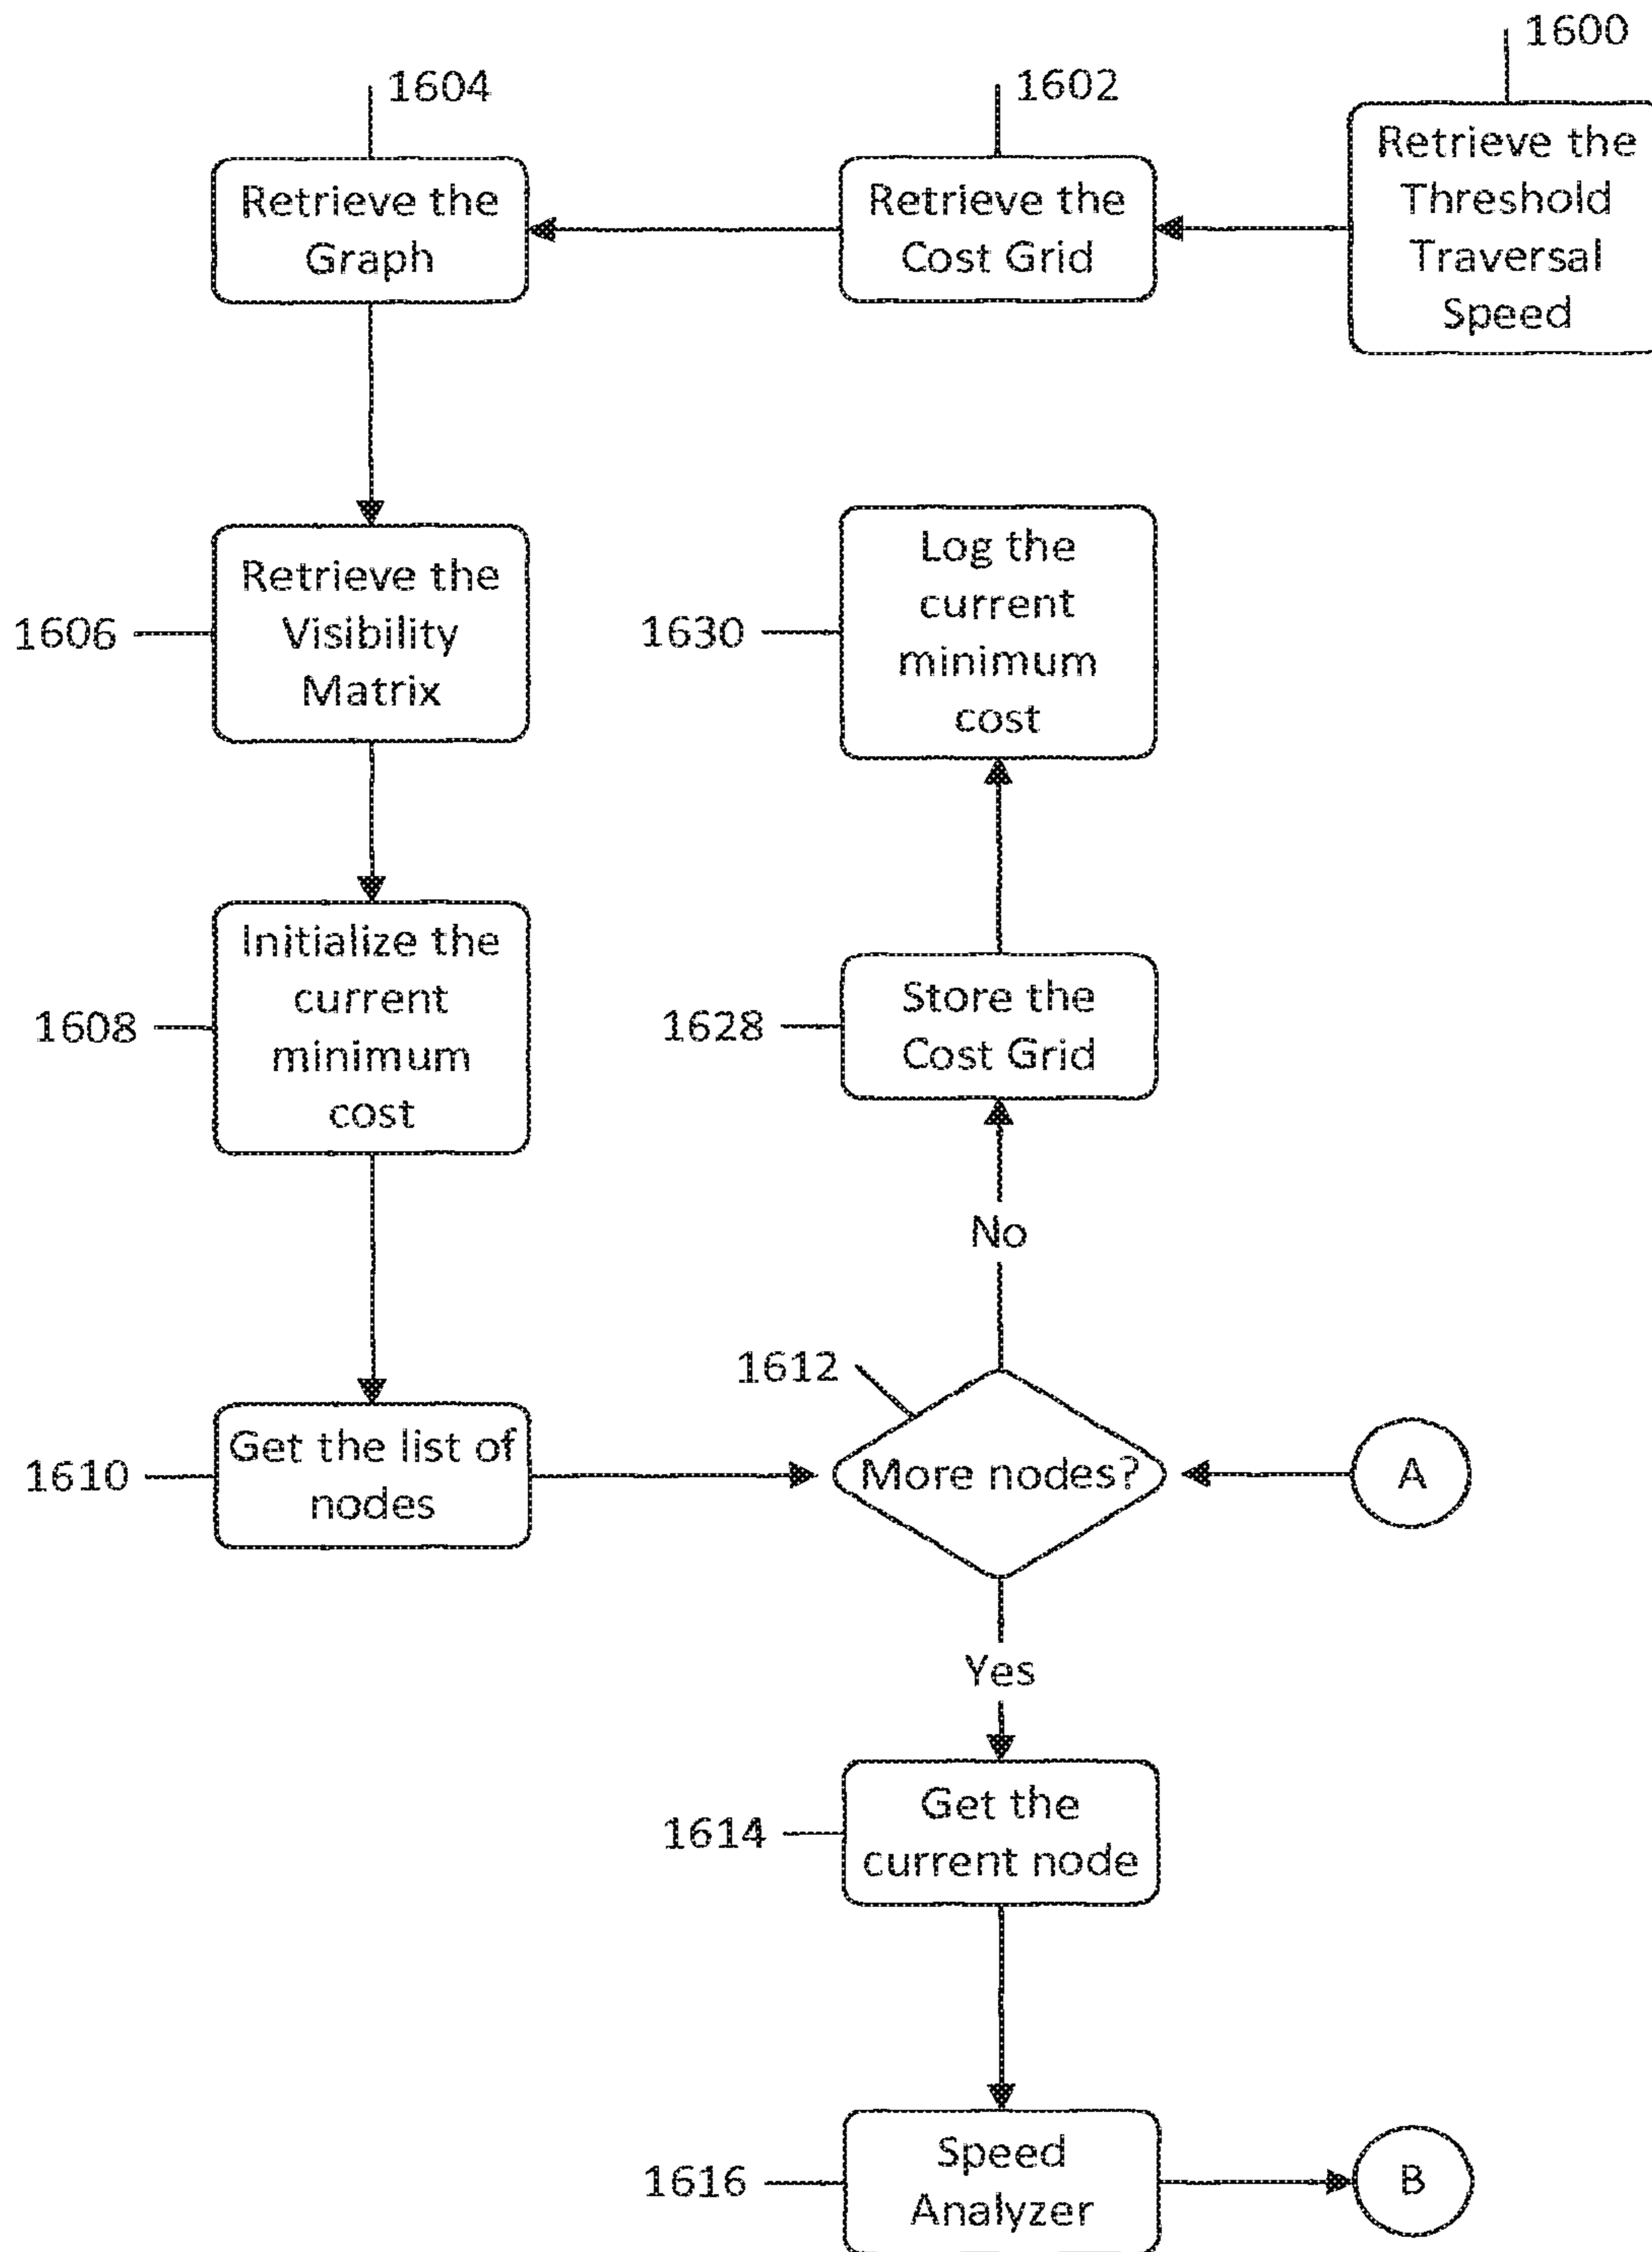 1600
1604
1602
Retrieve the
Threshold
Traversal
Speed
Retrieve the
Cost Grid
Retrieve the
Graph
1606
Retrieve the
Visibility
Matrix
1630
Log the
current
minimum
cost
1608
Initialize the
current
minimum
cost
1628
Store the
Cost Grid
No
1612
1610
Get the list of
nodes
More nodes?
A
Yes
1614
Get the
current node
1616
Speed
Analyzer
B